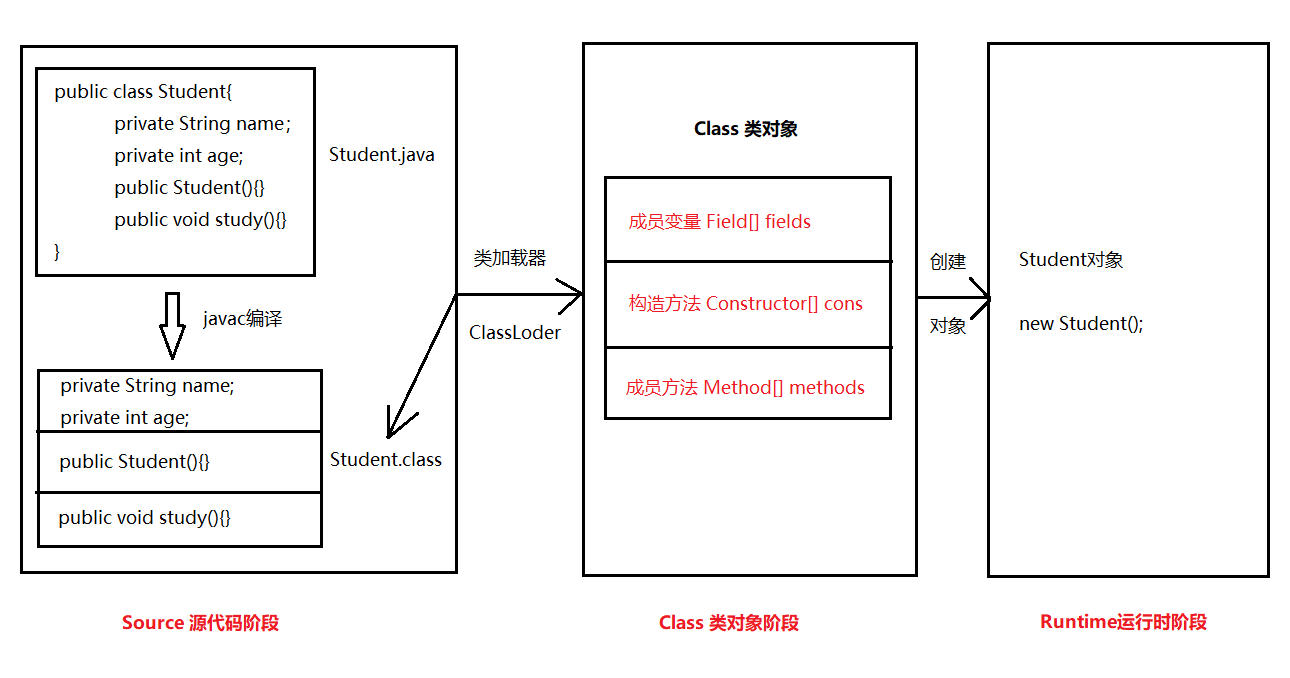 public class Student{
private String name;
private int age;
public Student(){}
public void study(){}
}
Student.java
javac编译
private String name;
private int age;
public Student(){}
public void study(){}
Student.class
Source 源代码阶段
类加载器
ClassLoder
Class 类对象
成员变量 Field[] fields
构造方法 Constructor[] cons
成员方法 Method[] methods
Class 类对象阶段
创建
对象
Student对象
new Student();
Runtime运行时阶段